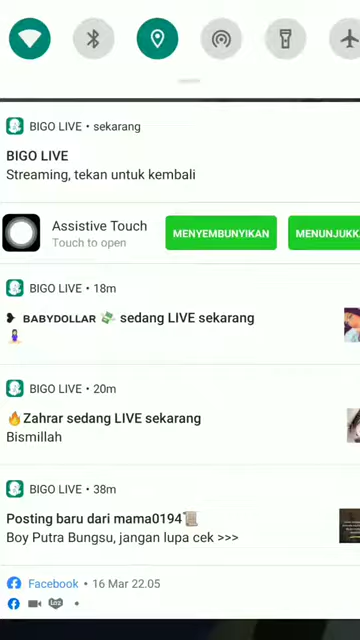 BIGO LIVE • sekarang
BIGO LIVE
Streaming, tekan untuk kembali
Assistive Touch
Touch to open
MENYEMBUNYIKAN
MENUNJUKK
BIGO LIVE • 18m
❥ ʙᴀʙʏᴅᴏʟʟᴀʀ 💸 sedang LIVE sekarang
🧘🏻‍♀️
BIGO LIVE • 20m
🔥Zahrar sedang LIVE sekarang
Bismillah
BIGO LIVE • 38m
Posting baru dari mama0194📜
Boy Putra Bungsu, jangan lupa cek >>>
Facebook • 16 Mar 22.05